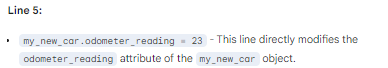 Line 5:
• my_new_car.odometer_reading = 23 - This line directly modifies the
odometer_reading attribute of the my_new_car object.